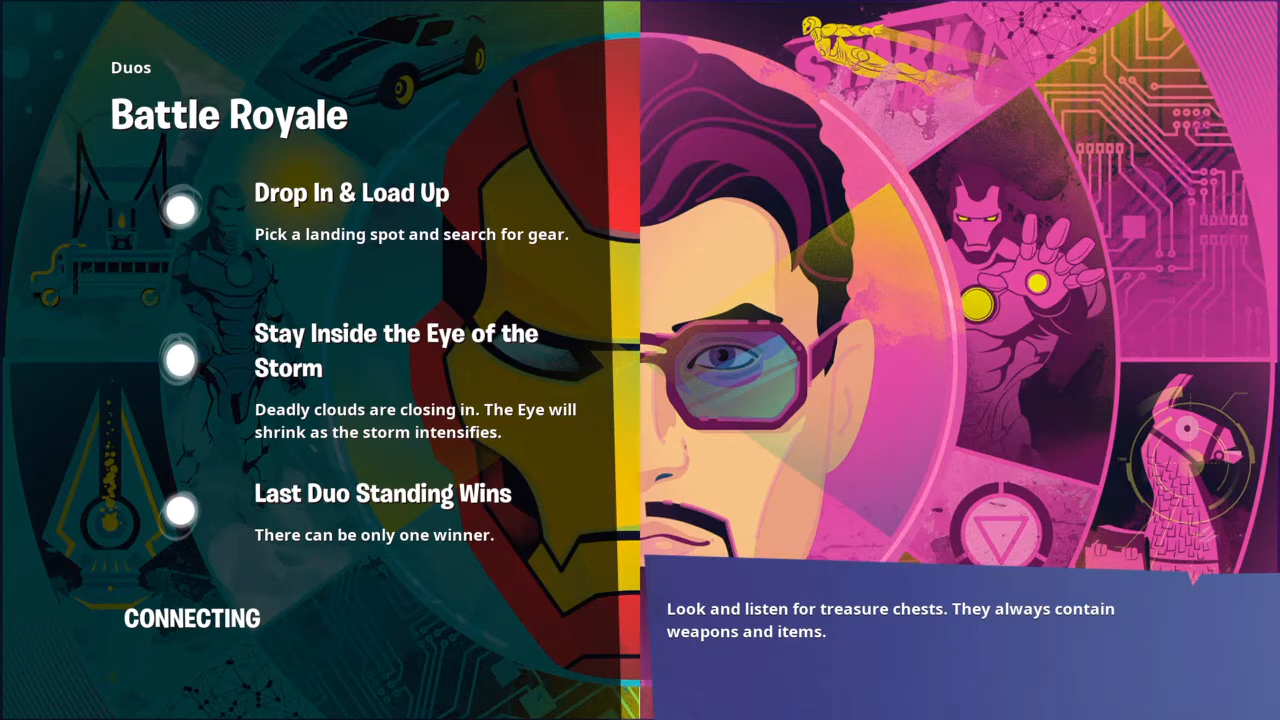 Duos
Battle Royale
Drop In & Load Up
Pick a landing spot and search for gear.
Stay Inside the Eye of the
Storm
Deadly clouds are closing in. The Eye will
shrink as the storm intensifies.
Last Duo Standing Wins
There can be only one winner.
CONNECTING
STARK
Look and listen for treasure chests. They always contain
weapons and items.